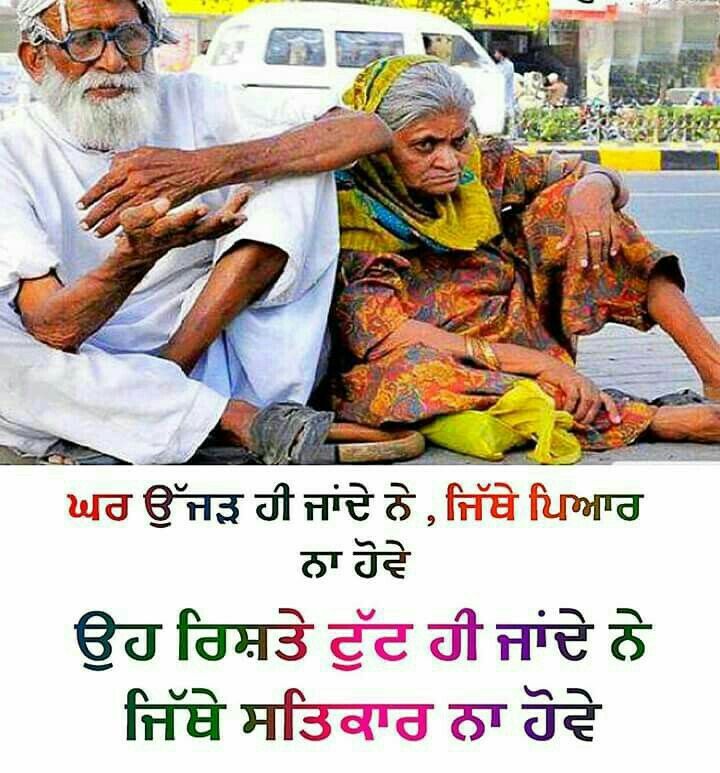 ਘਰ ਉੱਜੜ ਹੀ ਜਾਂਦੇ ਨੇ , ਜਿੱਥੇ ਪਿਆਰ
ਨਾ ਹੋਵੇ
ਉਹ ਰਿਸ਼ਤੇ ਟੁੱਟ ਹੀ ਜਾਂਦੇ ਨੇ
ਜਿੱਥੇ ਸਤਿਕਾਰ ਨਾ ਹੋਵੇ